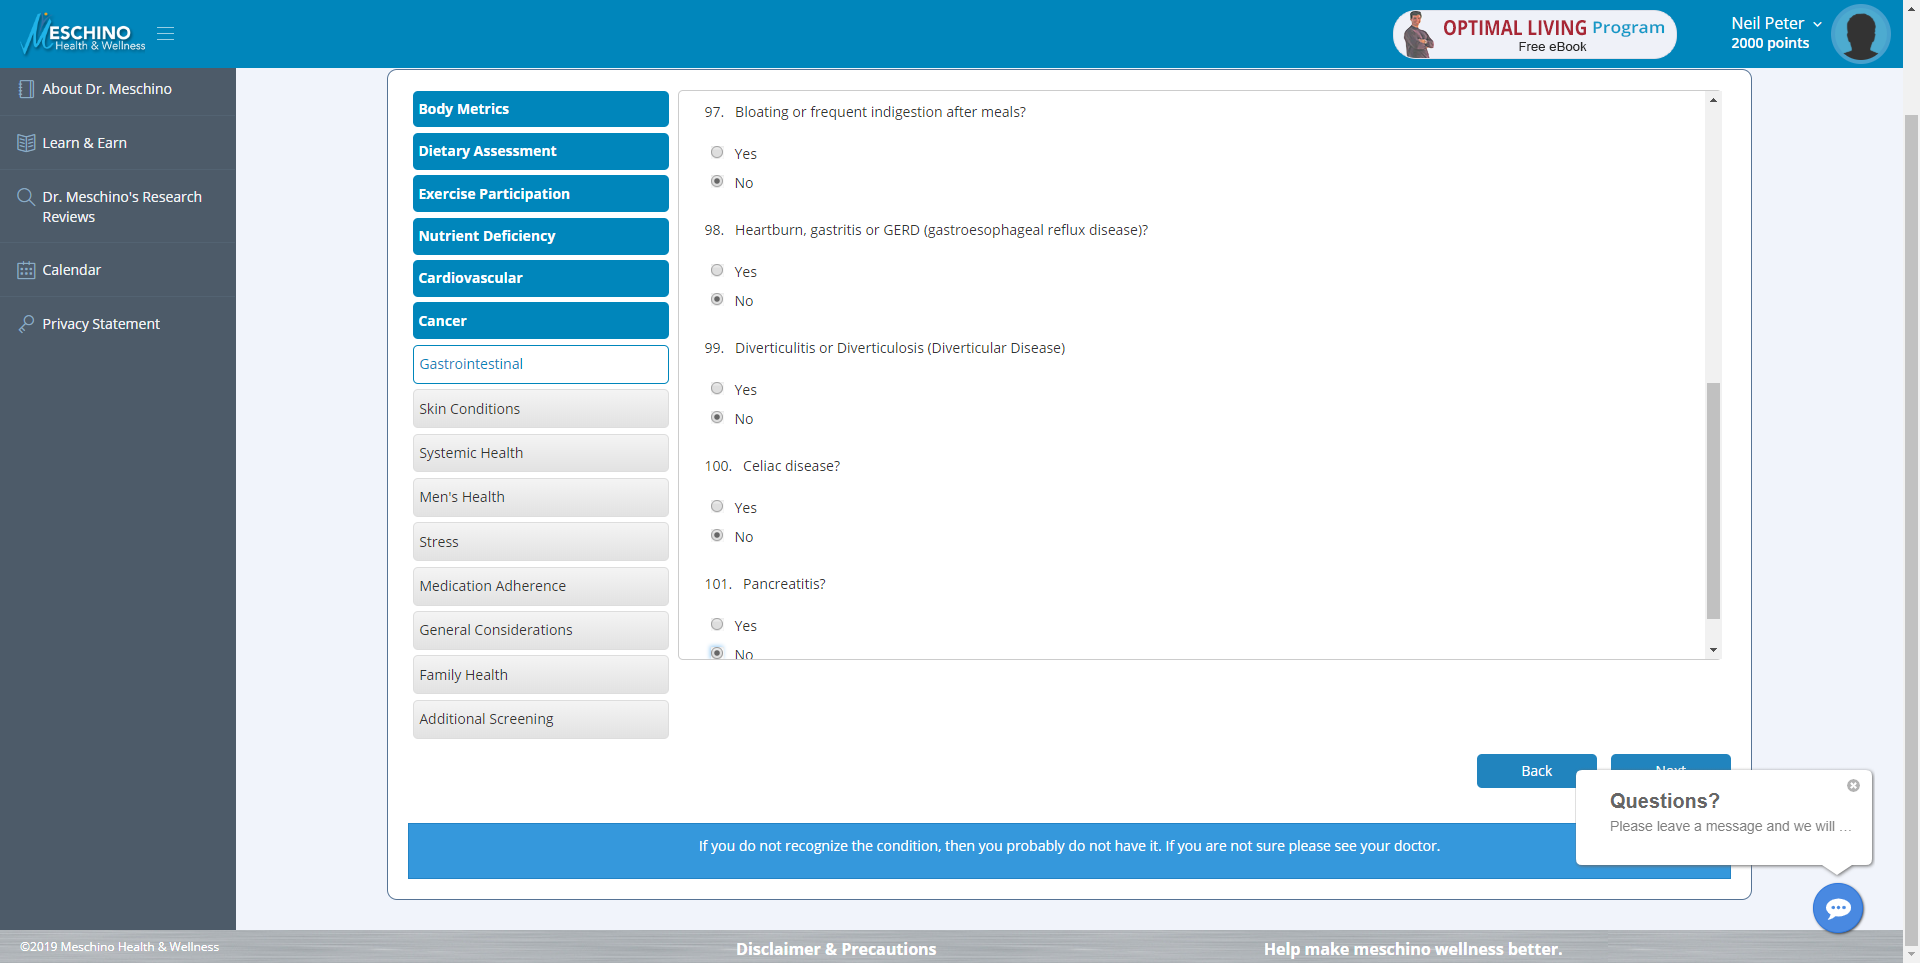 MESCHINO
Health & Wellness
OPTIMAL LIVING Program
Free eBook
Neil Peter
2000 points
About Dr. Meschino
Learn & Earn
Dr. Meschino's Research
Reviews
Calendar
Privacy Statement
Body Metrics
Dietary Assessment
Exercise Participation
Nutrient Deficiency
Cardiovascular
Cancer
Gastrointestinal
Skin Conditions
Systemic Health
Men's Health
Stress
Medication Adherence
General Considerations
Family Health
Additional Screening
97. Bloating or frequent indigestion after meals?
Yes
No
98. Heartburn, gastritis or GERD (gastroesophageal reflux disease)?
Yes
No
99. Diverticulitis or Diverticulosis (Diverticular Disease)
Yes
No
100. Celiac disease?
Yes
No
101. Pancreatitis?
Yes
No
Back
Next
Questions?
Please leave a message and we will ...
If you do not recognize the condition, then you probably do not have it. If you are not sure please see your doctor.
©2019 Meschino Health & Wellness
Disclaimer & Precautions
Help make meschino wellness better.